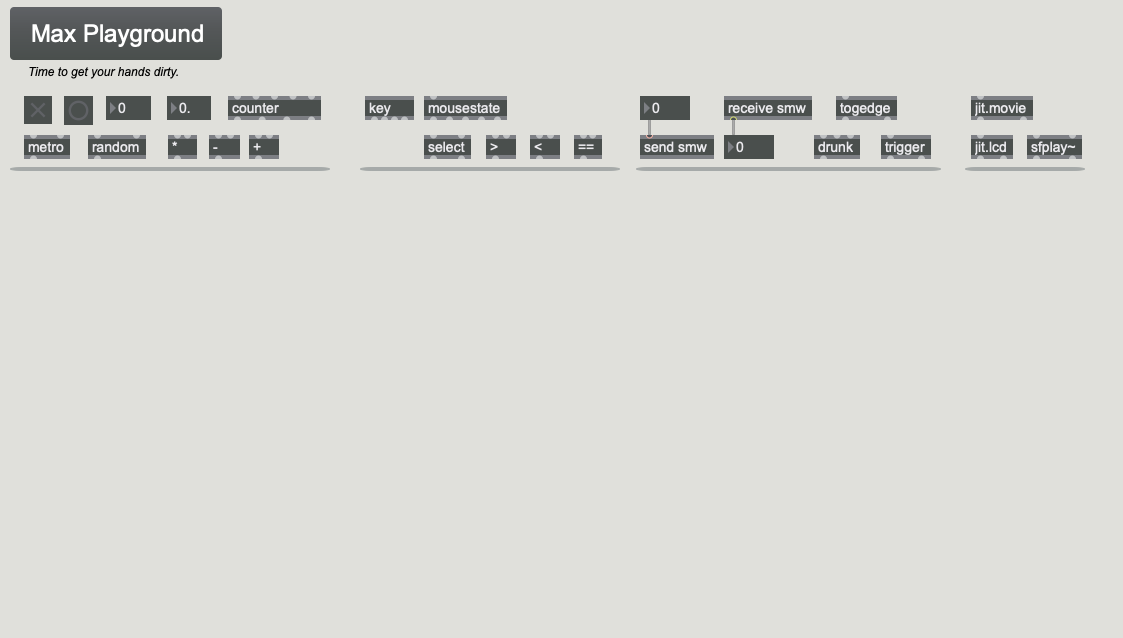 Max Playground
Time to get your hands dirty.
0 0. counter
metro random * - +
key mousestate
select > < ==
0 receive smw togedge
send smw 0 drunk trigger
jit.movie
jit.lcd sfplay~